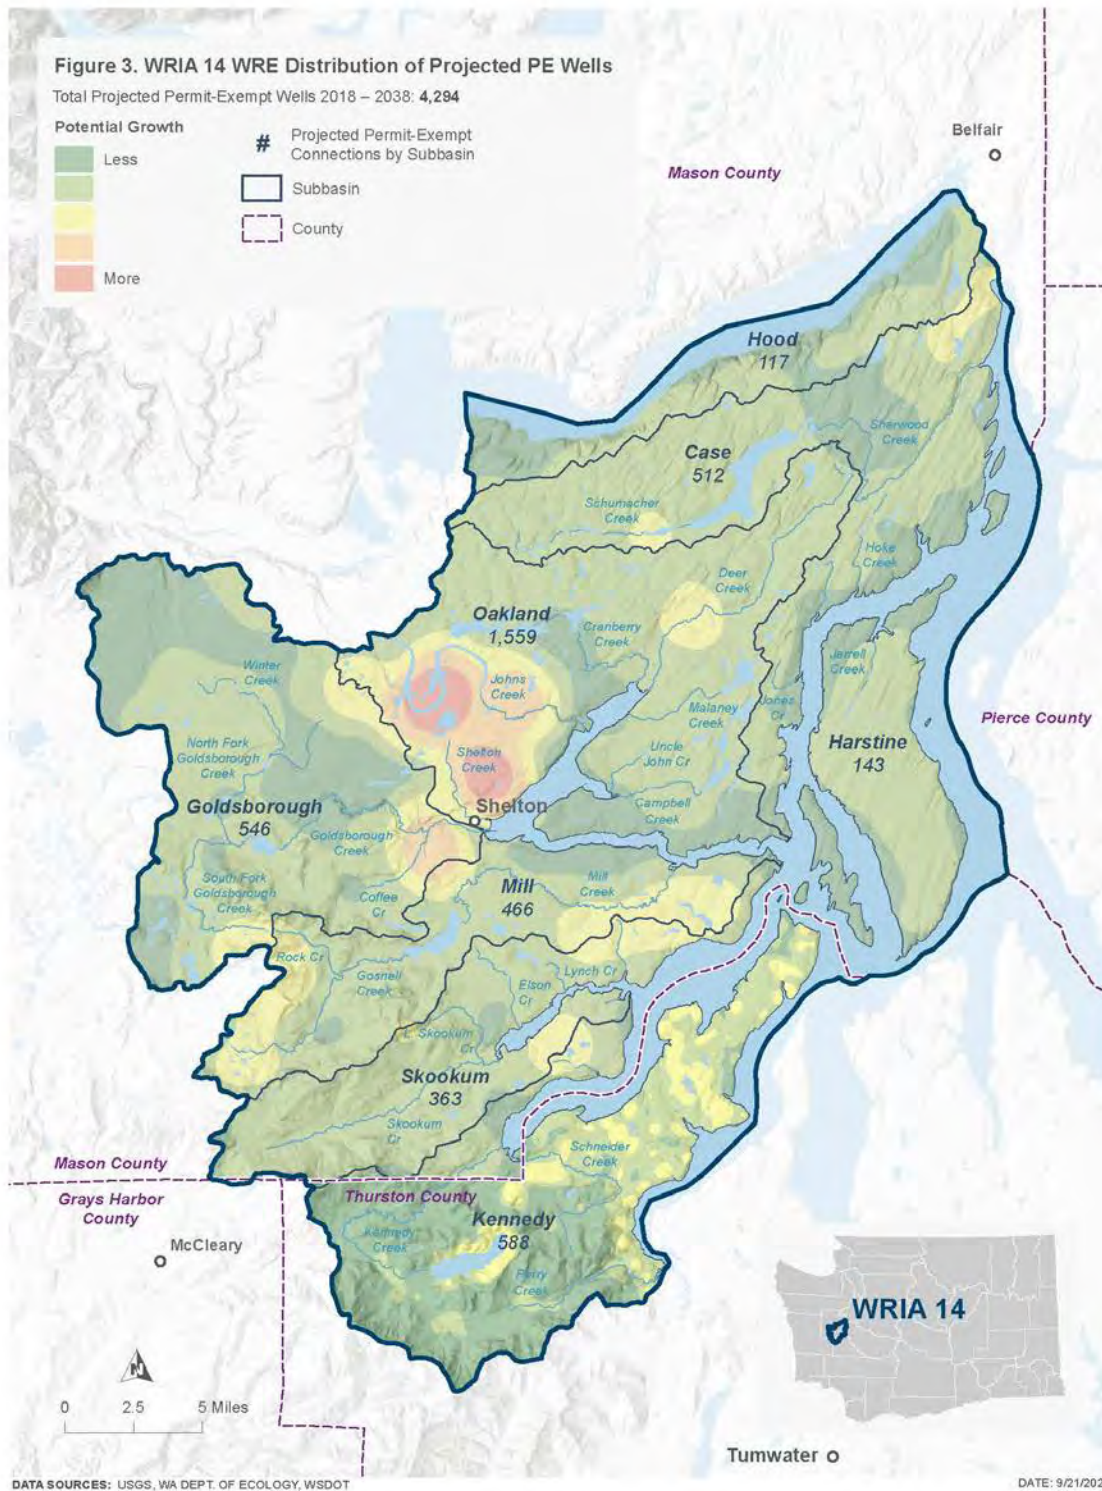 Figure 3. WRIA 14 WRE Distribution of Projected PE Wells
Total Projected Permit-Exempt Wells 2018 – 2038: 4,294
Potential Growth
Less
More
# Projected Permit-Exempt
Connections by Subbasin
Subbasin
County
Belfair
Mason County
Hood
117
Sherwood
Creek
Case
512
Schumacher
Creek
Hoke
Creek
Deer
Creek
Oakland
1,559
Cranberry
Creek
Jarrell
Creek
Winter
Creek
Johns
Creek
Malaney
Creek
Jones
Cr
Pierce County
North Fork
Goldsborough
Creek
Shelton
Creek
Uncle
John Cr
Harstine
143
Goldsborough
546
Shelton
Campbell
Creek
Goldsborough
Creek
South Fork
Goldsborough
Creek
Coffee
Cr
Mill
466
Mill
Creek
Rock Cr
Gosnell
Creek
Elson
Cr
Lynch Cr
L. Skookum
Cr
Skookum
363
Skookum
Cr
Schneider
Creek
Mason County
Grays Harbor
County
Thurston County
McCleary
Kennedy
588
Kennedy
Creek
Perry
Creek
WRIA 14
N
0 2.5 5 Miles
Tumwater
DATA SOURCES: USGS, WA DEPT. OF ECOLOGY, WSDOT
DATE: 9/21/202